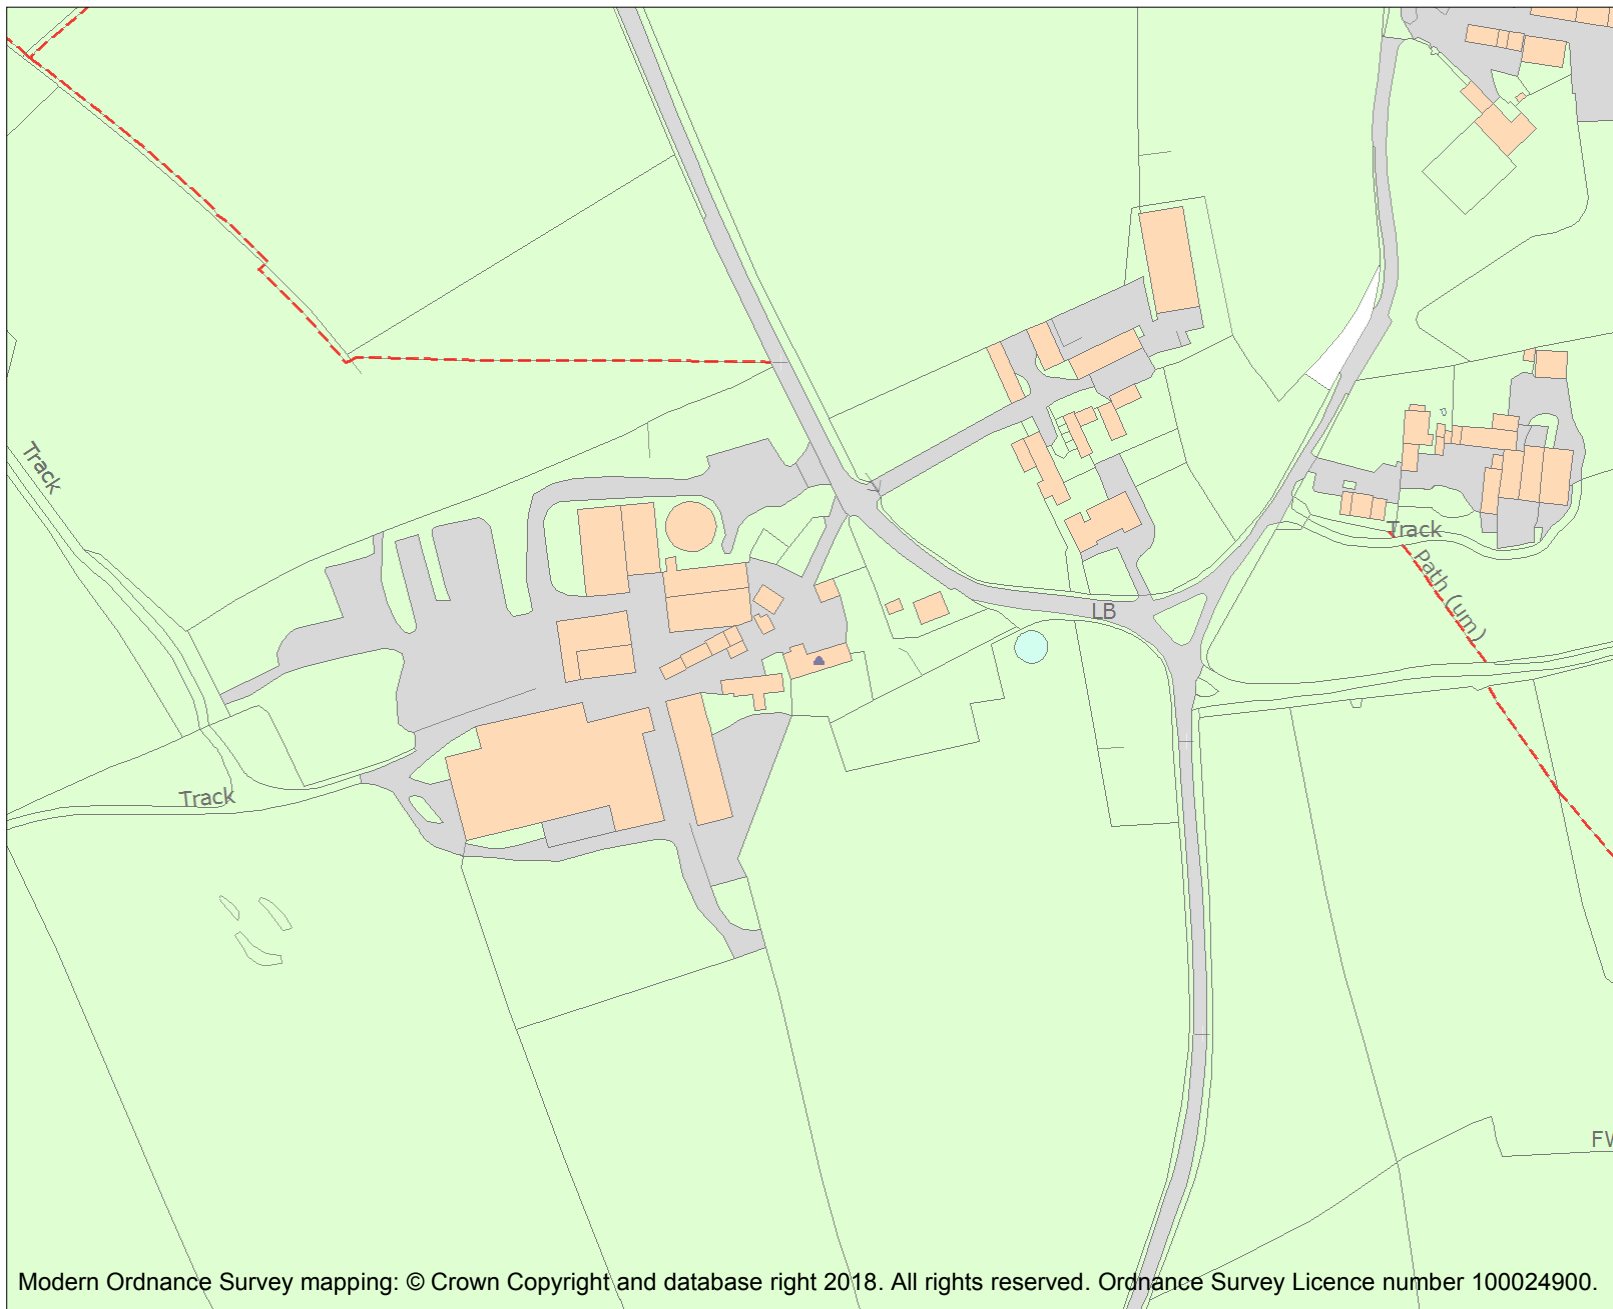 Track
Track
Path (um)
LB
Track
FW
Modern Ordnance Survey mapping: © Crown Copyright and database right 2018. All rights reserved. Ordnance Survey Licence number 100024900.